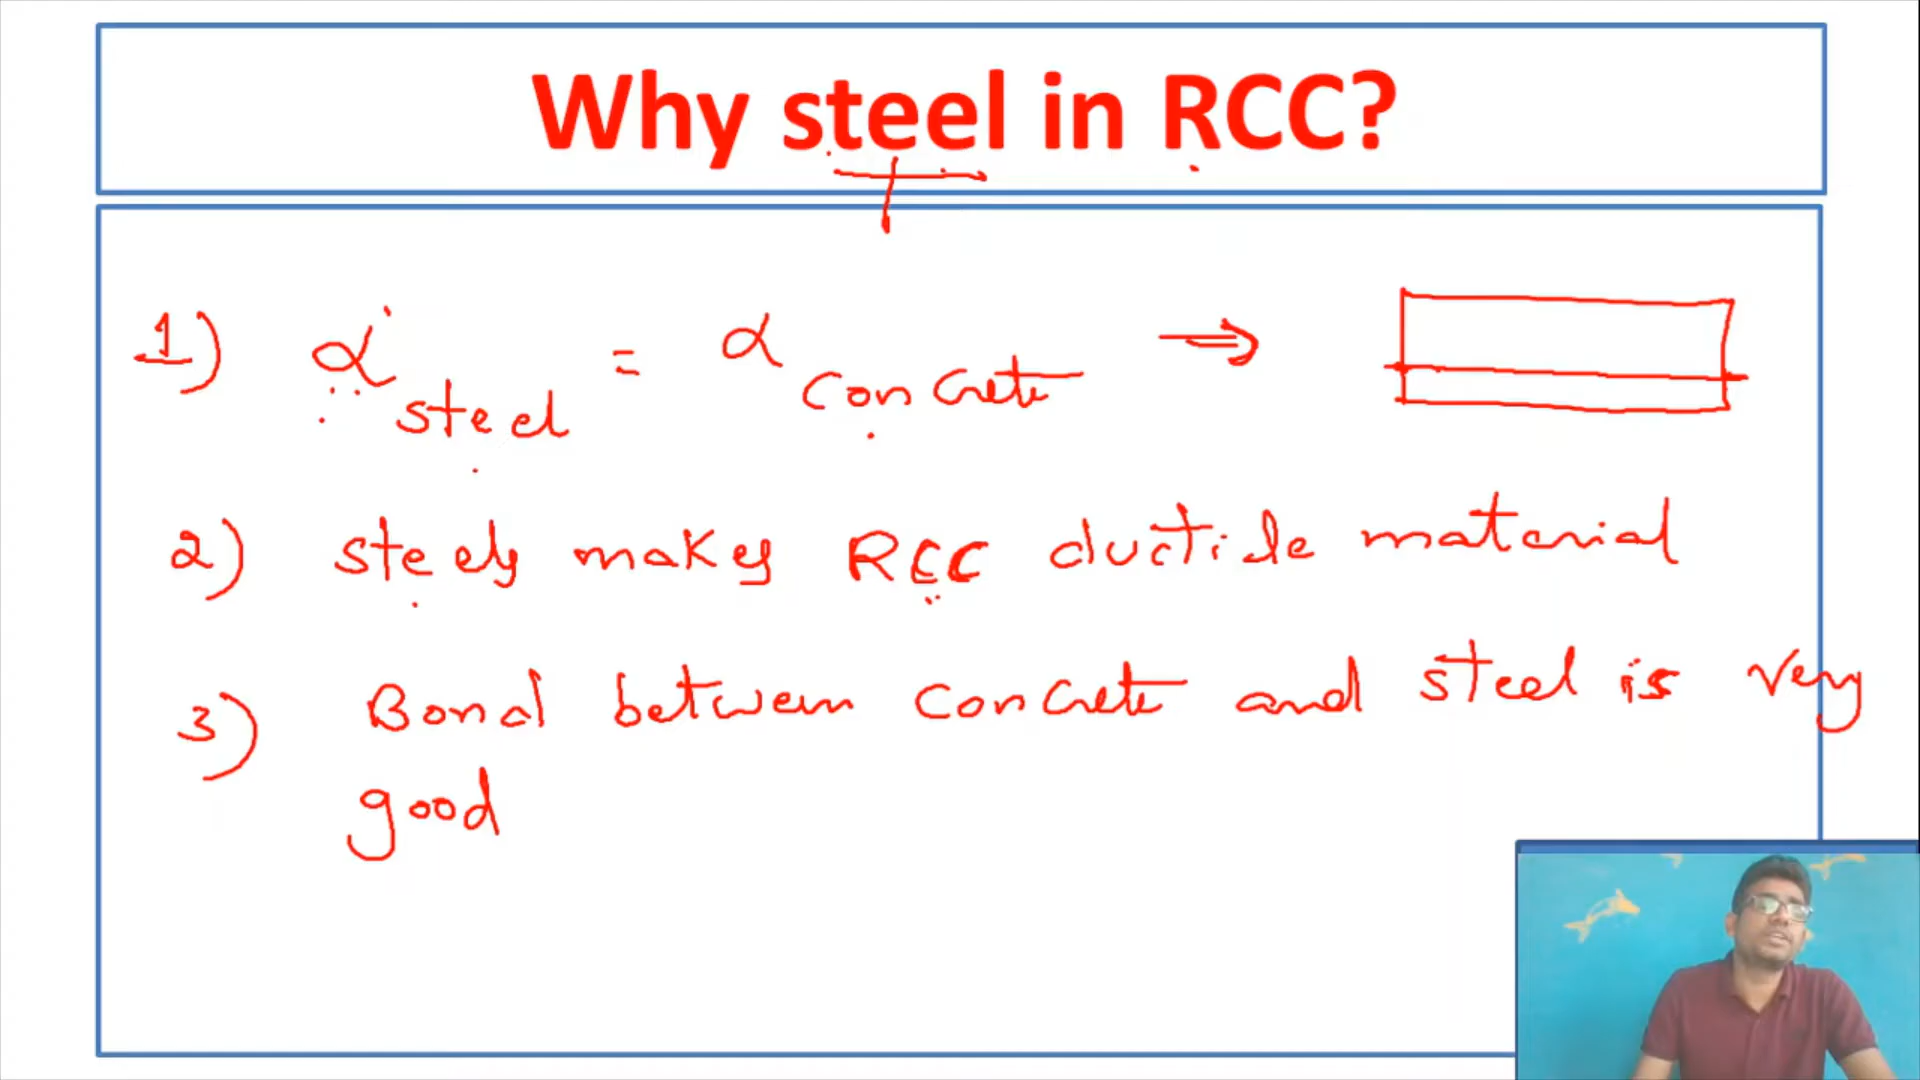 Why steel in RCC?
1) α steel = α concrete ⇒
2) steels makes RCC ductile material
3) Bond between concrete and steel is very
good